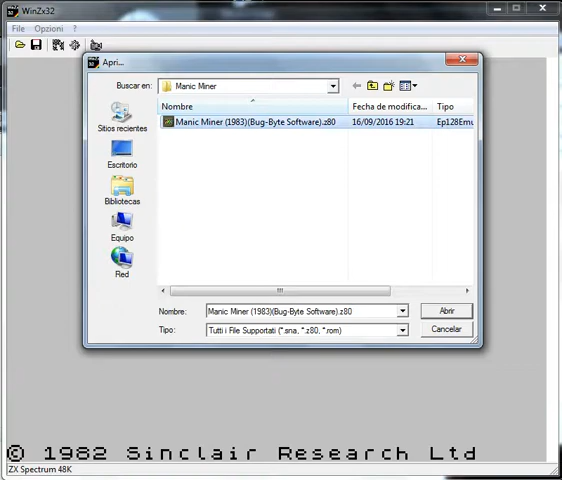 WinZx32
File Opzioni ?
Apri...
Buscar en: Manic Miner
Nombre Fecha de modifica... Tipo
Manic Miner (1983)(Bug-Byte Software).z80 16/09/2016 19:21 Ep128Emu
Sitios recientes
Escritorio
Bibliotecas
Equipo
Red
Nombre: Manic Miner (1983)(Bug-Byte Software).z80 Abrir
Tipo: Tutti i File Supportati (*.sna, *.z80, *.rom) Cancelar
© 1982 Sinclair Research Ltd
ZX Spectrum 48K